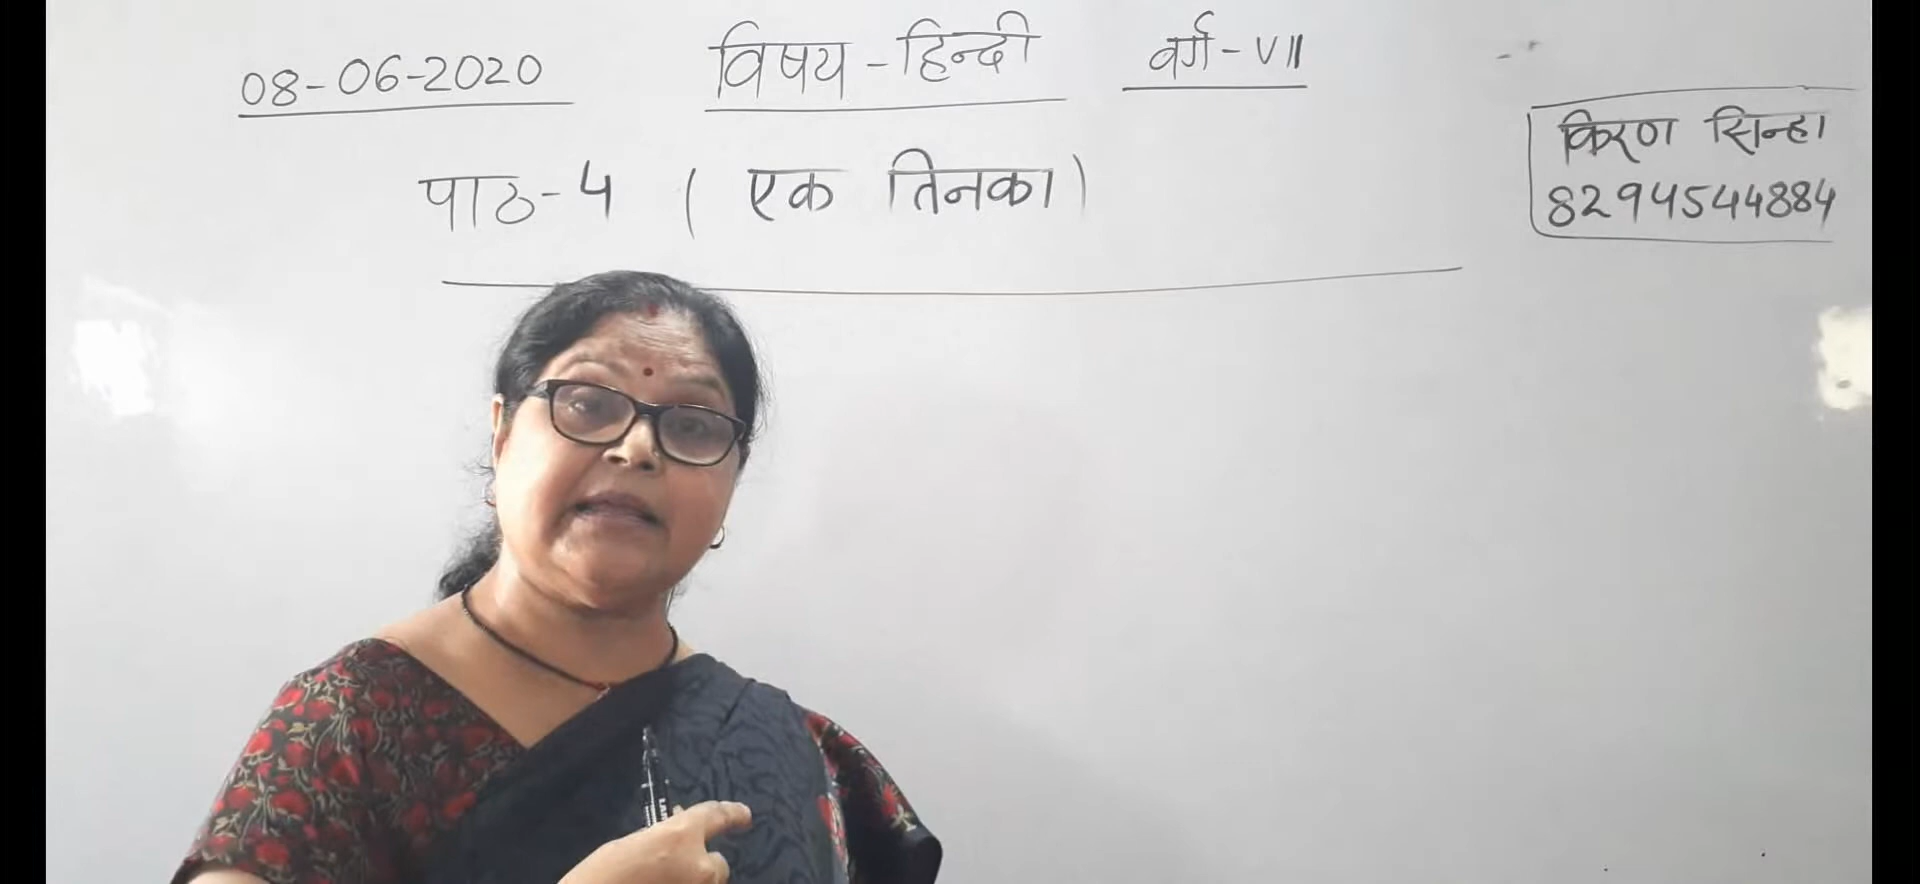 08-06-2020 विषय-हिन्दी वर्ग-VII
पाठ-4 ( एक तिनका)
किरण सिन्हा
8294544884